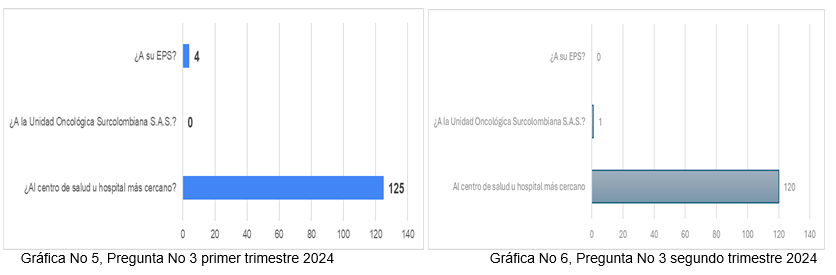 ¿A su EPS?
4
¿A la Unidad Oncológica Surcolombiana S.A.S.?
0
¿Al centro de salud u hospital más cercano?
125
0 20 40 60 80 100 120 140
Gráfica No 5, Pregunta No 3 primer trimestre 2024
¿A su EPS?
0
¿A la Unidad Oncológica Surcolombiana S.A.S.?
1
Al centro de salud u hospital más cercano
120
0 20 40 60 80 100 120 140
Gráfica No 6, Pregunta No 3 segundo trimestre 2024